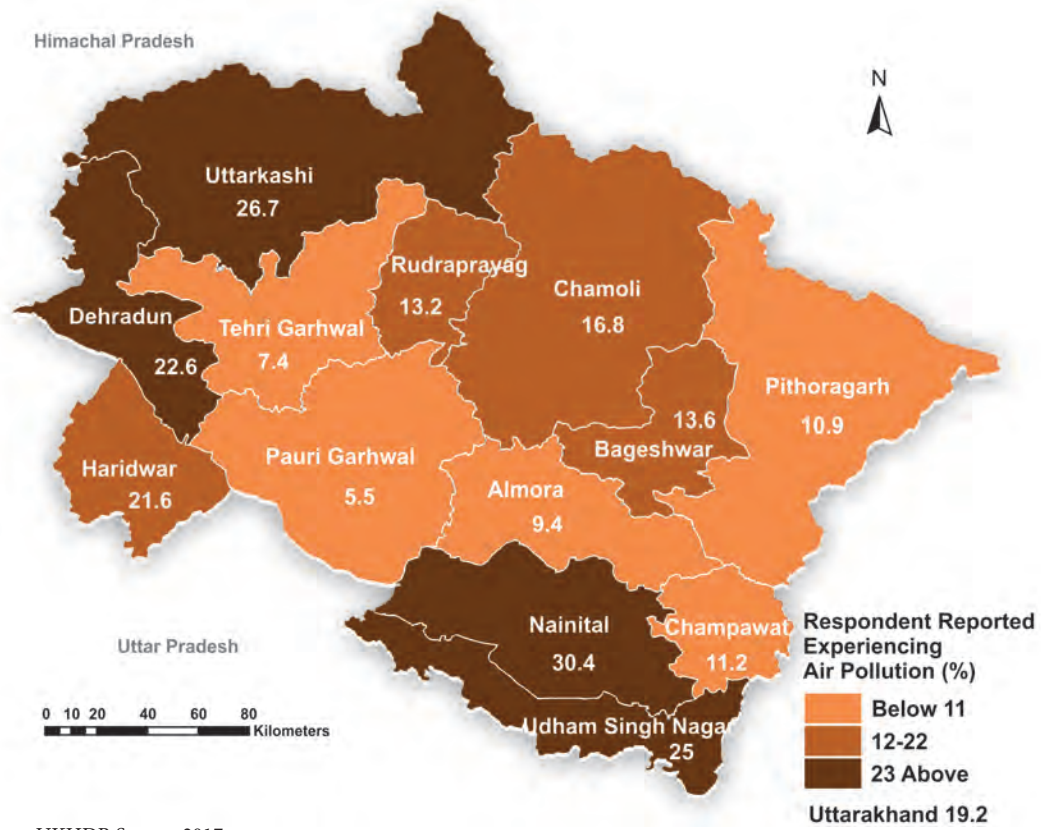 Himachal Pradesh
N
Uttarkashi
26.7
Rudraprayag
13.2
Chamoli
16.8
Dehradun
22.6
Tehri Garhwal
7.4
Pithoragarh
10.9
13.6
Bageshwar
Haridwar
21.6
Pauri Garhwal
5.5
Almora
9.4
Nainital
30.4
Champawat
11.2
Udham Singh Nagar
25
Uttar Pradesh
0 10 20 40 60 80
Kilometers
Respondent Reported
Experiencing
Air Pollution (%)
Below 11
12-22
23 Above
Uttarakhand 19.2